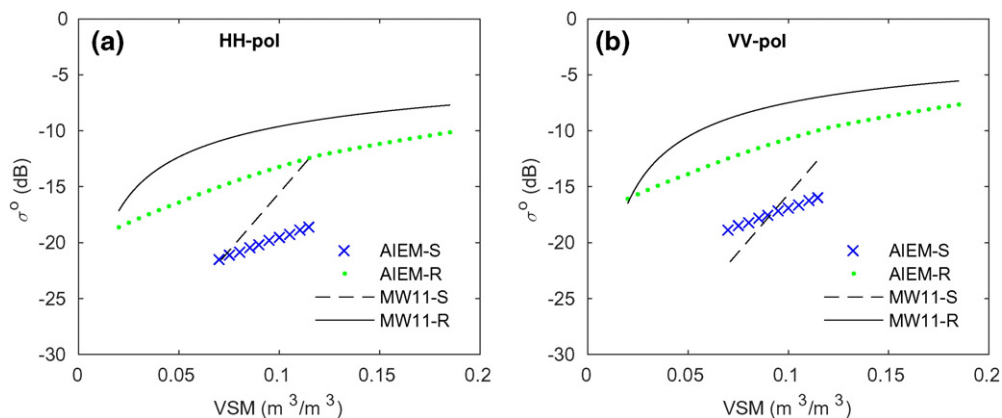 (a)
HH-pol
0
-5
-10
-15
-20
-25
-30
σ° (dB)
AIEM-S
AIEM-R
MW11-S
MW11-R
0 0.05 0.1 0.15 0.2
VSM (m ³/m³)
(b)
VV-pol
0
-5
-10
-15
-20
-25
-30
σ° (dB)
AIEM-S
AIEM-R
MW11-S
MW11-R
0 0.05 0.1 0.15 0.2
VSM (m ³/m³)